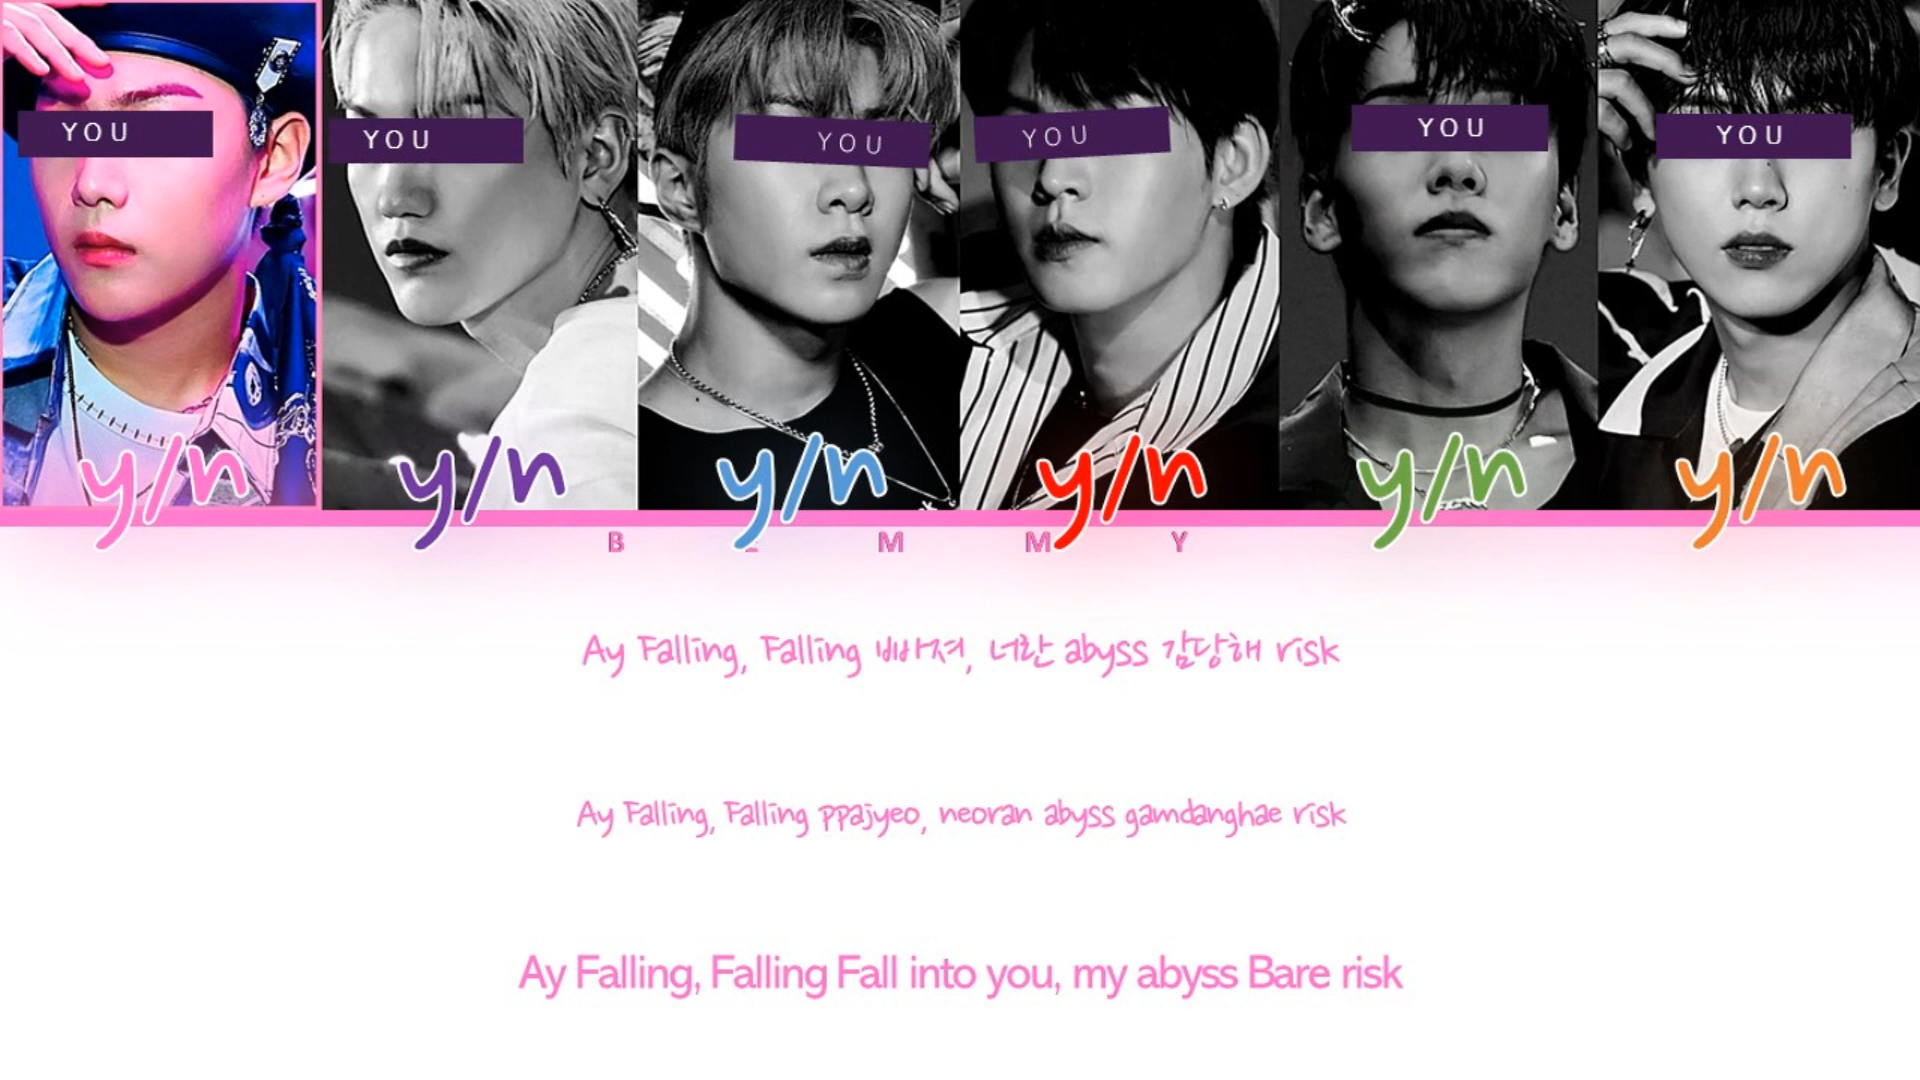 YOU YOU YOU YOU YOU YOU
y/n y/n y/n y/n y/n y/n
B M M Y
Ay Falling, Falling 빠져, 너란 abyss 감당해 risk
Ay Falling, Falling ppajyeo, neoran abyss gamdanghae risk
Ay Falling, Falling Fall into you, my abyss Bare risk